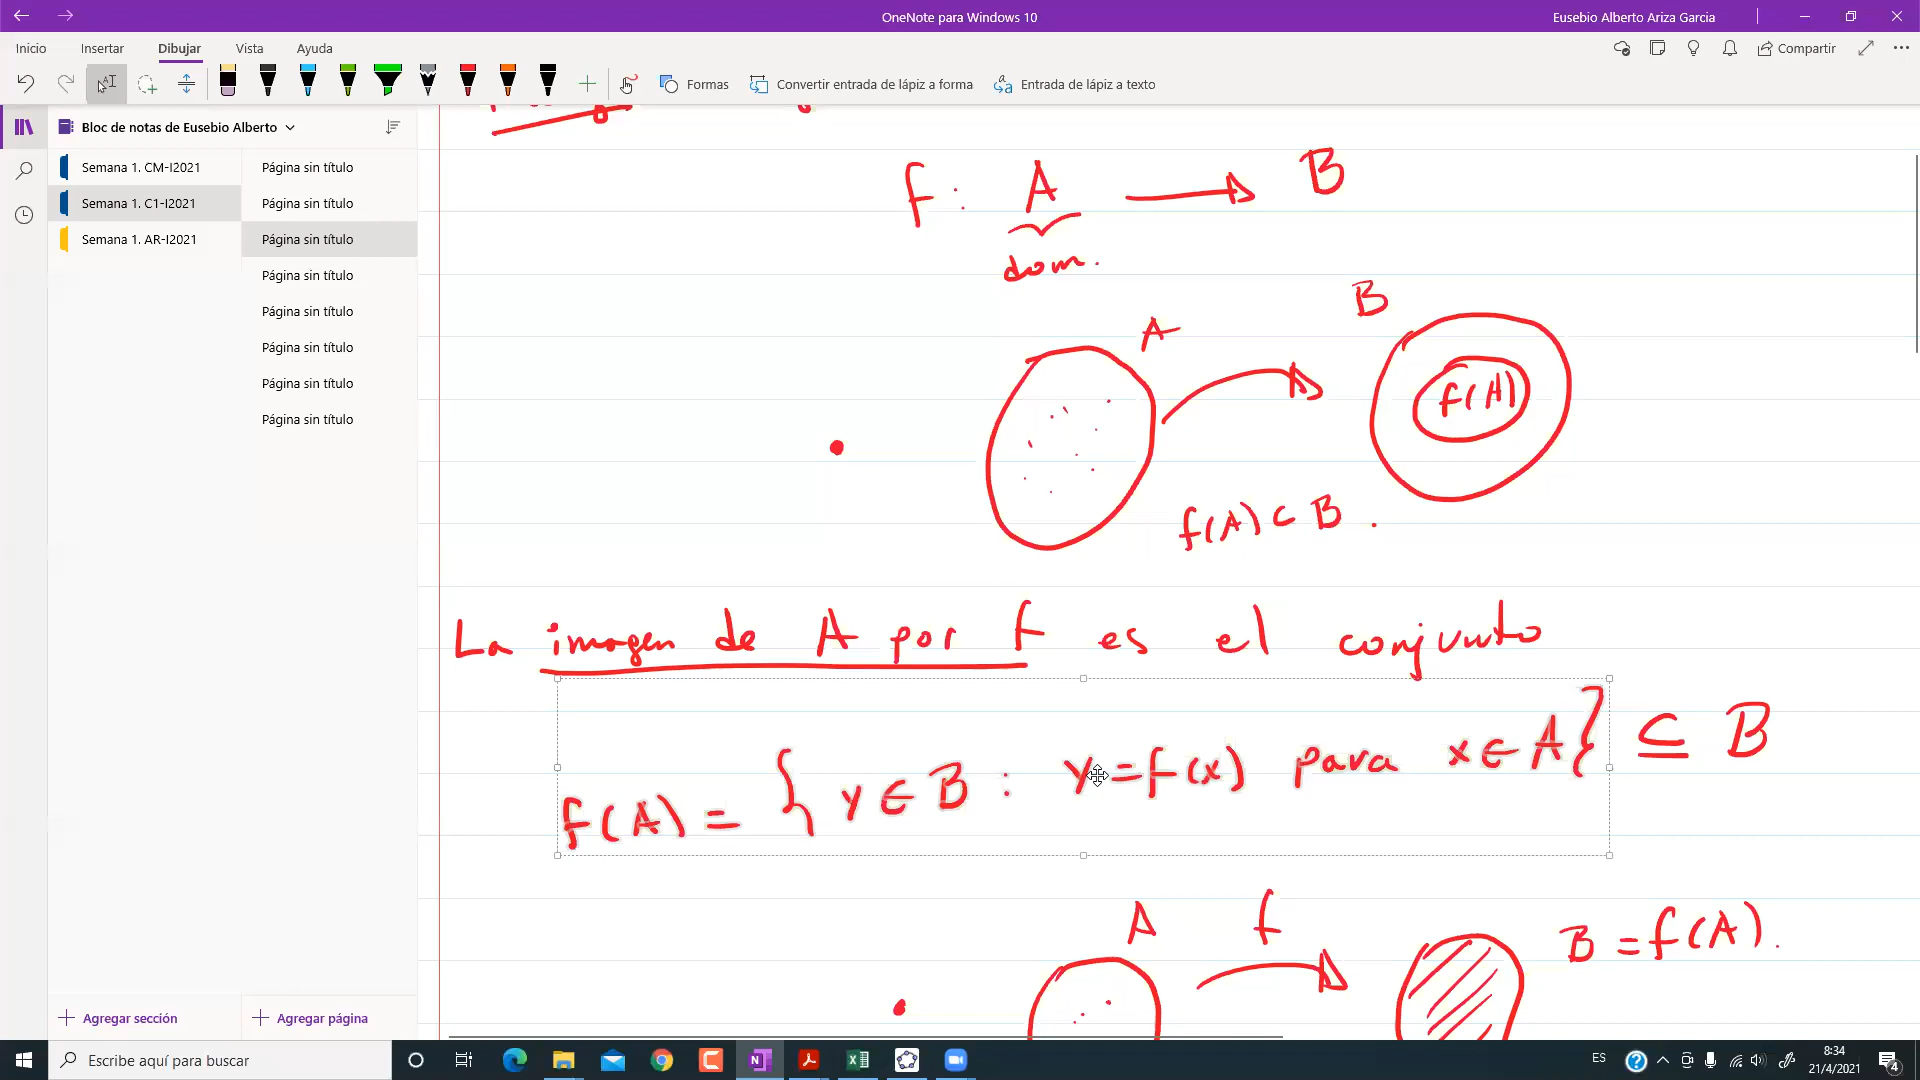 OneNote para Windows 10
Eusebio Alberto Ariza Garcia
Inicio Insertar Dibujar Vista Ayuda
Compartir
Formas Convertir entrada de lápiz a forma Entrada de lápiz a texto
Bloc de notas de Eusebio Alberto
Semana 1. CM-I2021
Semana 1. C1-I2021
Semana 1. AR-I2021
Página sin título
Página sin título
Página sin título
Página sin título
Página sin título
Página sin título
Página sin título
Página sin título
f: A → B
dom.
A B
f(A)
f(A) ⊂ B.
La imagen de A por f es el conjunto
f(A) = { y ∈ B : y = f(x) para x ∈ A } ⊆ B
A f B = f(A).
Agregar sección Agregar página
Escribe aquí para buscar
ES
8:34
21/4/2021
4